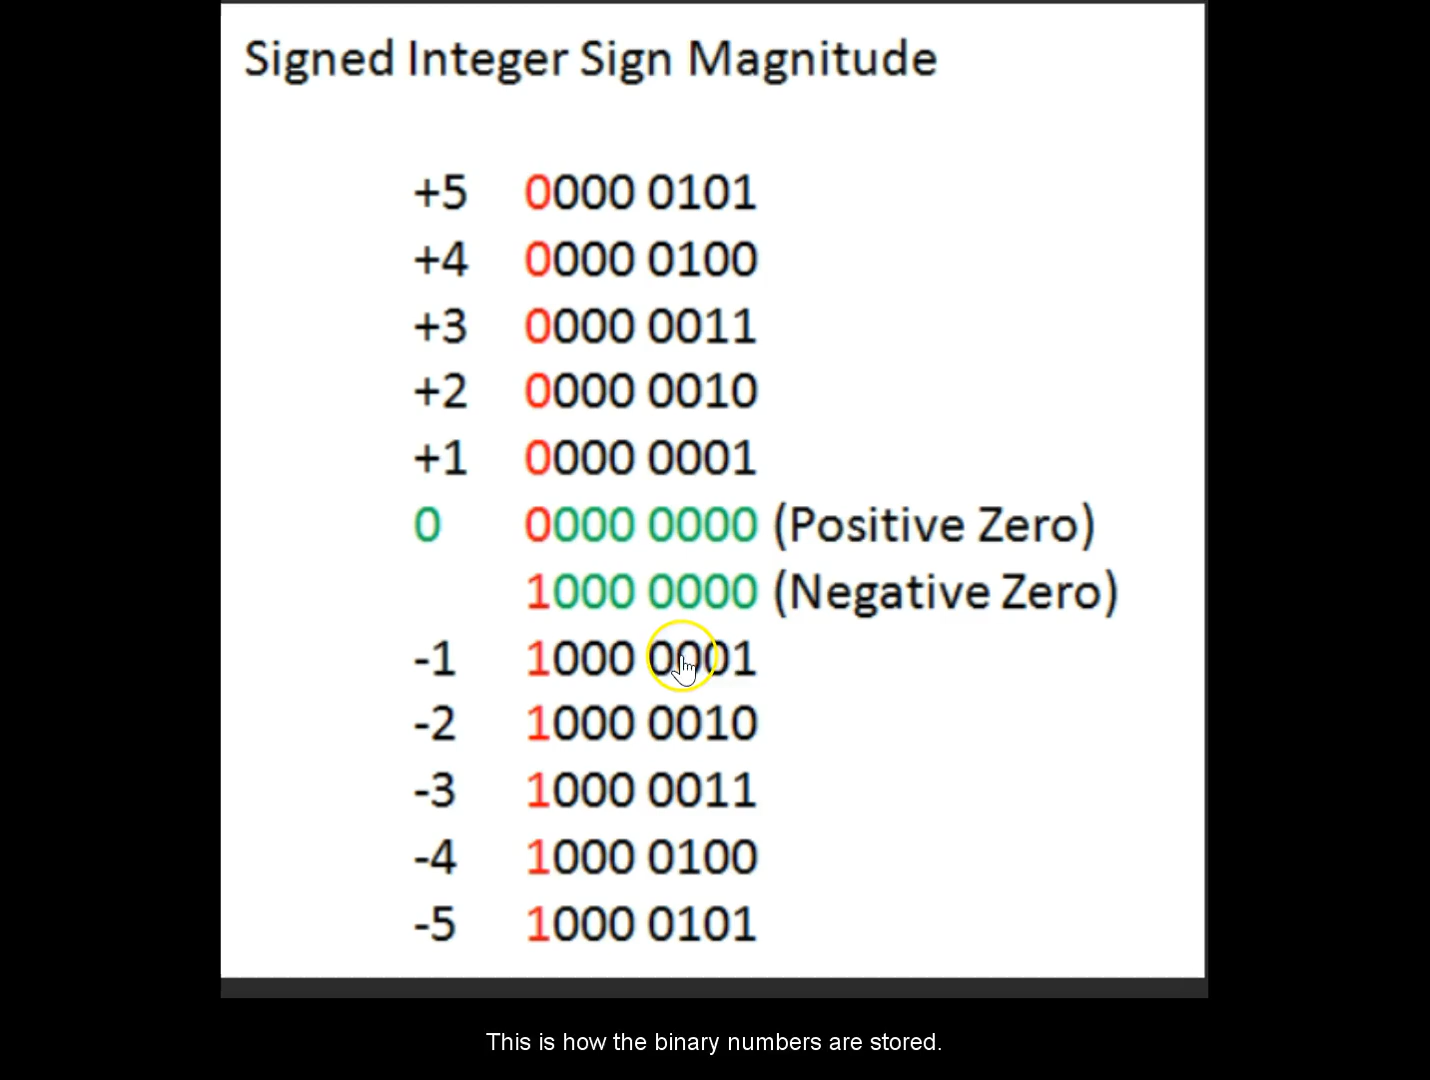 Signed Integer Sign Magnitude
+5 0000 0101
+4 0000 0100
+3 0000 0011
+2 0000 0010
+1 0000 0001
0 0000 0000 (Positive Zero)
1000 0000 (Negative Zero)
-1 1000 0001
-2 1000 0010
-3 1000 0011
-4 1000 0100
-5 1000 0101
This is how the binary numbers are stored.